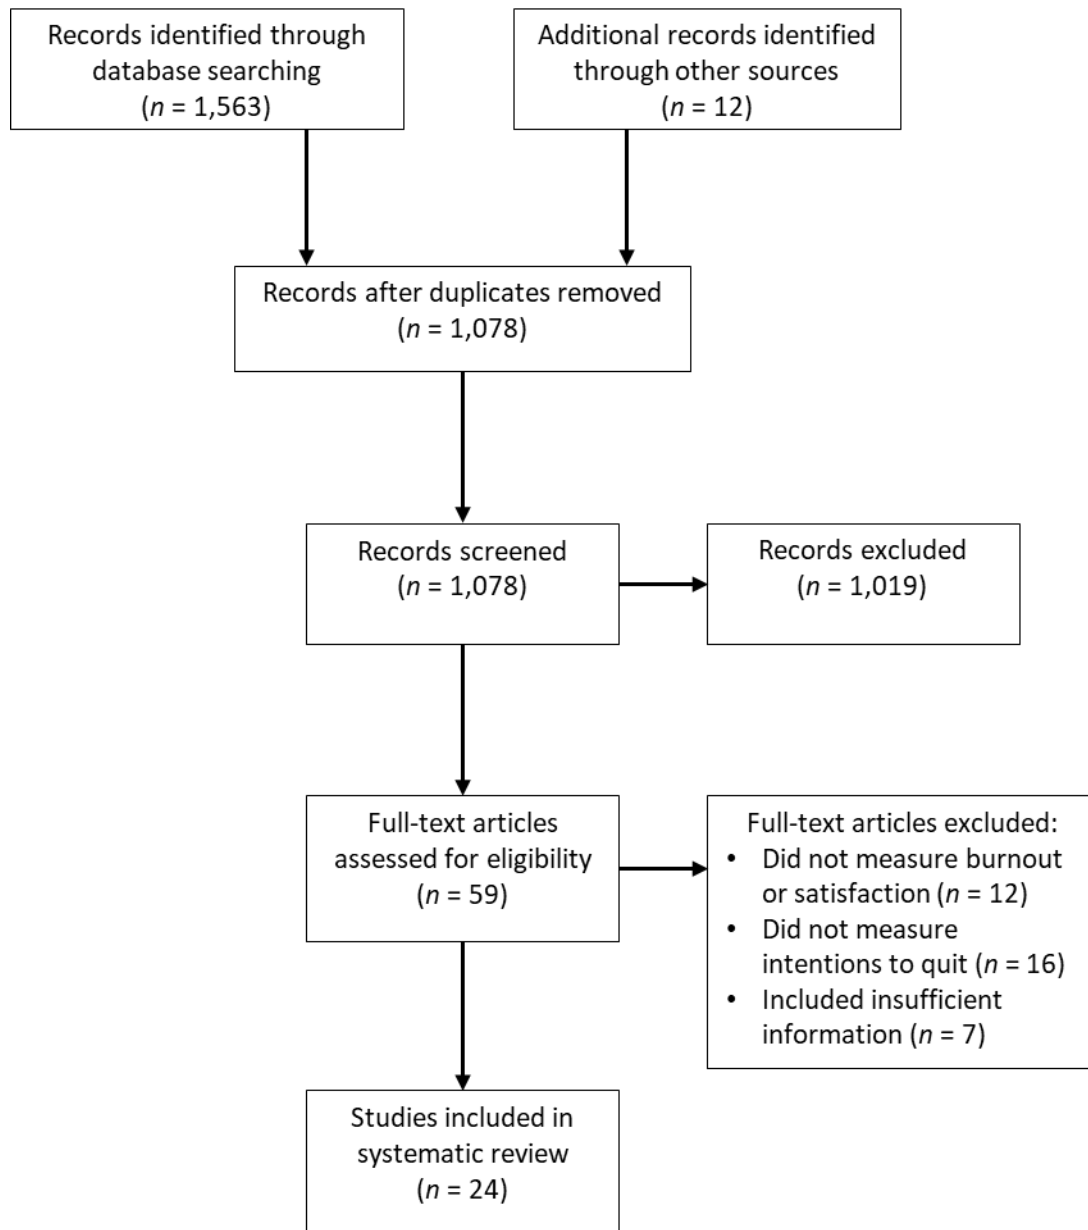 Records identified through
database searching
(n = 1,563)
Additional records identified
through other sources
(n = 12)
Records after duplicates removed
(n = 1,078)
Records screened
(n = 1,078)
Records excluded
(n = 1,019)
Full-text articles
assessed for eligibility
(n = 59)
Full-text articles excluded:
• Did not measure burnout
or satisfaction (n = 12)
• Did not measure
intentions to quit (n = 16)
• Included insufficient
information (n = 7)
Studies included in
systematic review
(n = 24)